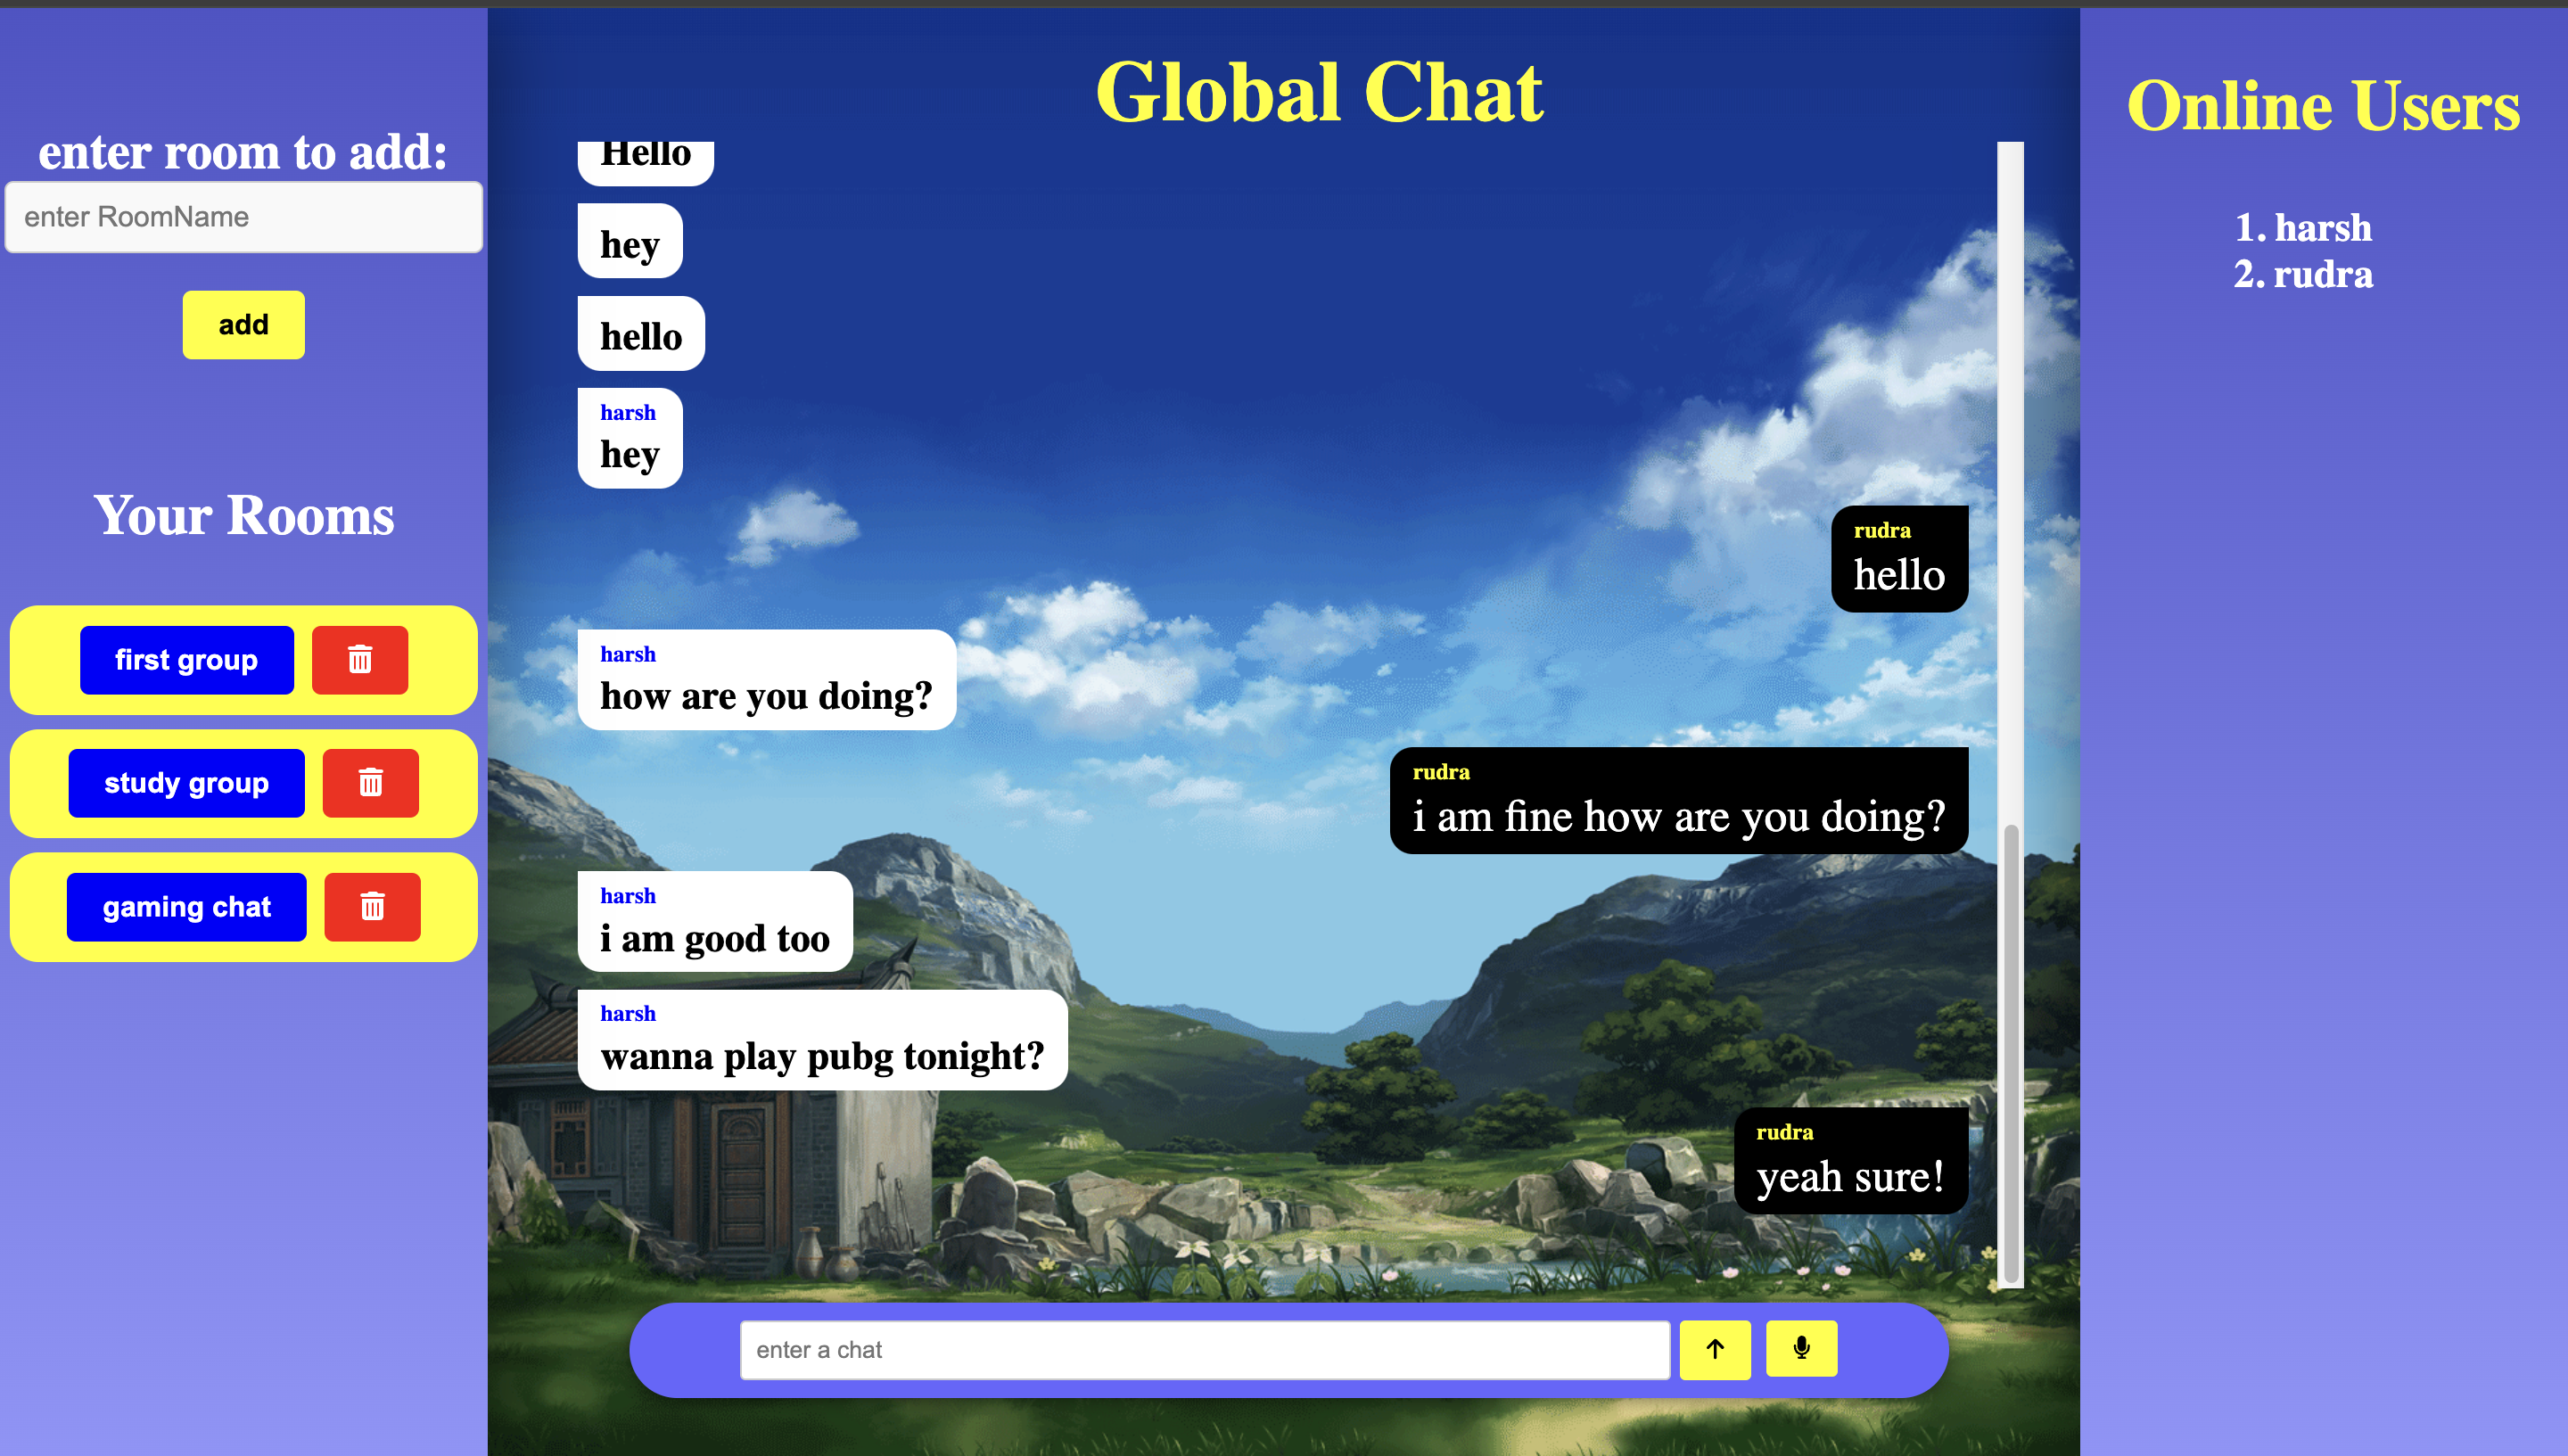 enter room to add:
enter RoomName
add
Your Rooms
first group
study group
gaming chat
Global Chat
Hello
hey
hello
harsh
hey
rudra
hello
harsh
how are you doing?
rudra
i am fine how are you doing?
harsh
i am good too
harsh
wanna play pubg tonight?
rudra
yeah sure!
enter a chat
Online Users
1. harsh
2. rudra